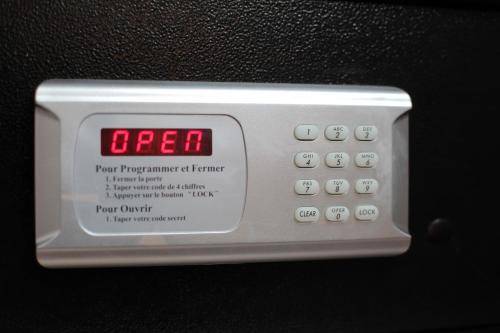 OPEN
Pour Programmer et Fermer
1. Fermer la porte
2. Taper votre code de 4 chiffres
3. Appuyer sur le bouton "LOCK"
Pour Ouvrir
1. Taper votre code secret
1 ABC 2 DEF 3
GHI 4 JKL 5 MNO 6
PRS 7 TUV 8 WXY 9
CLEAR OPER 0 LOCK